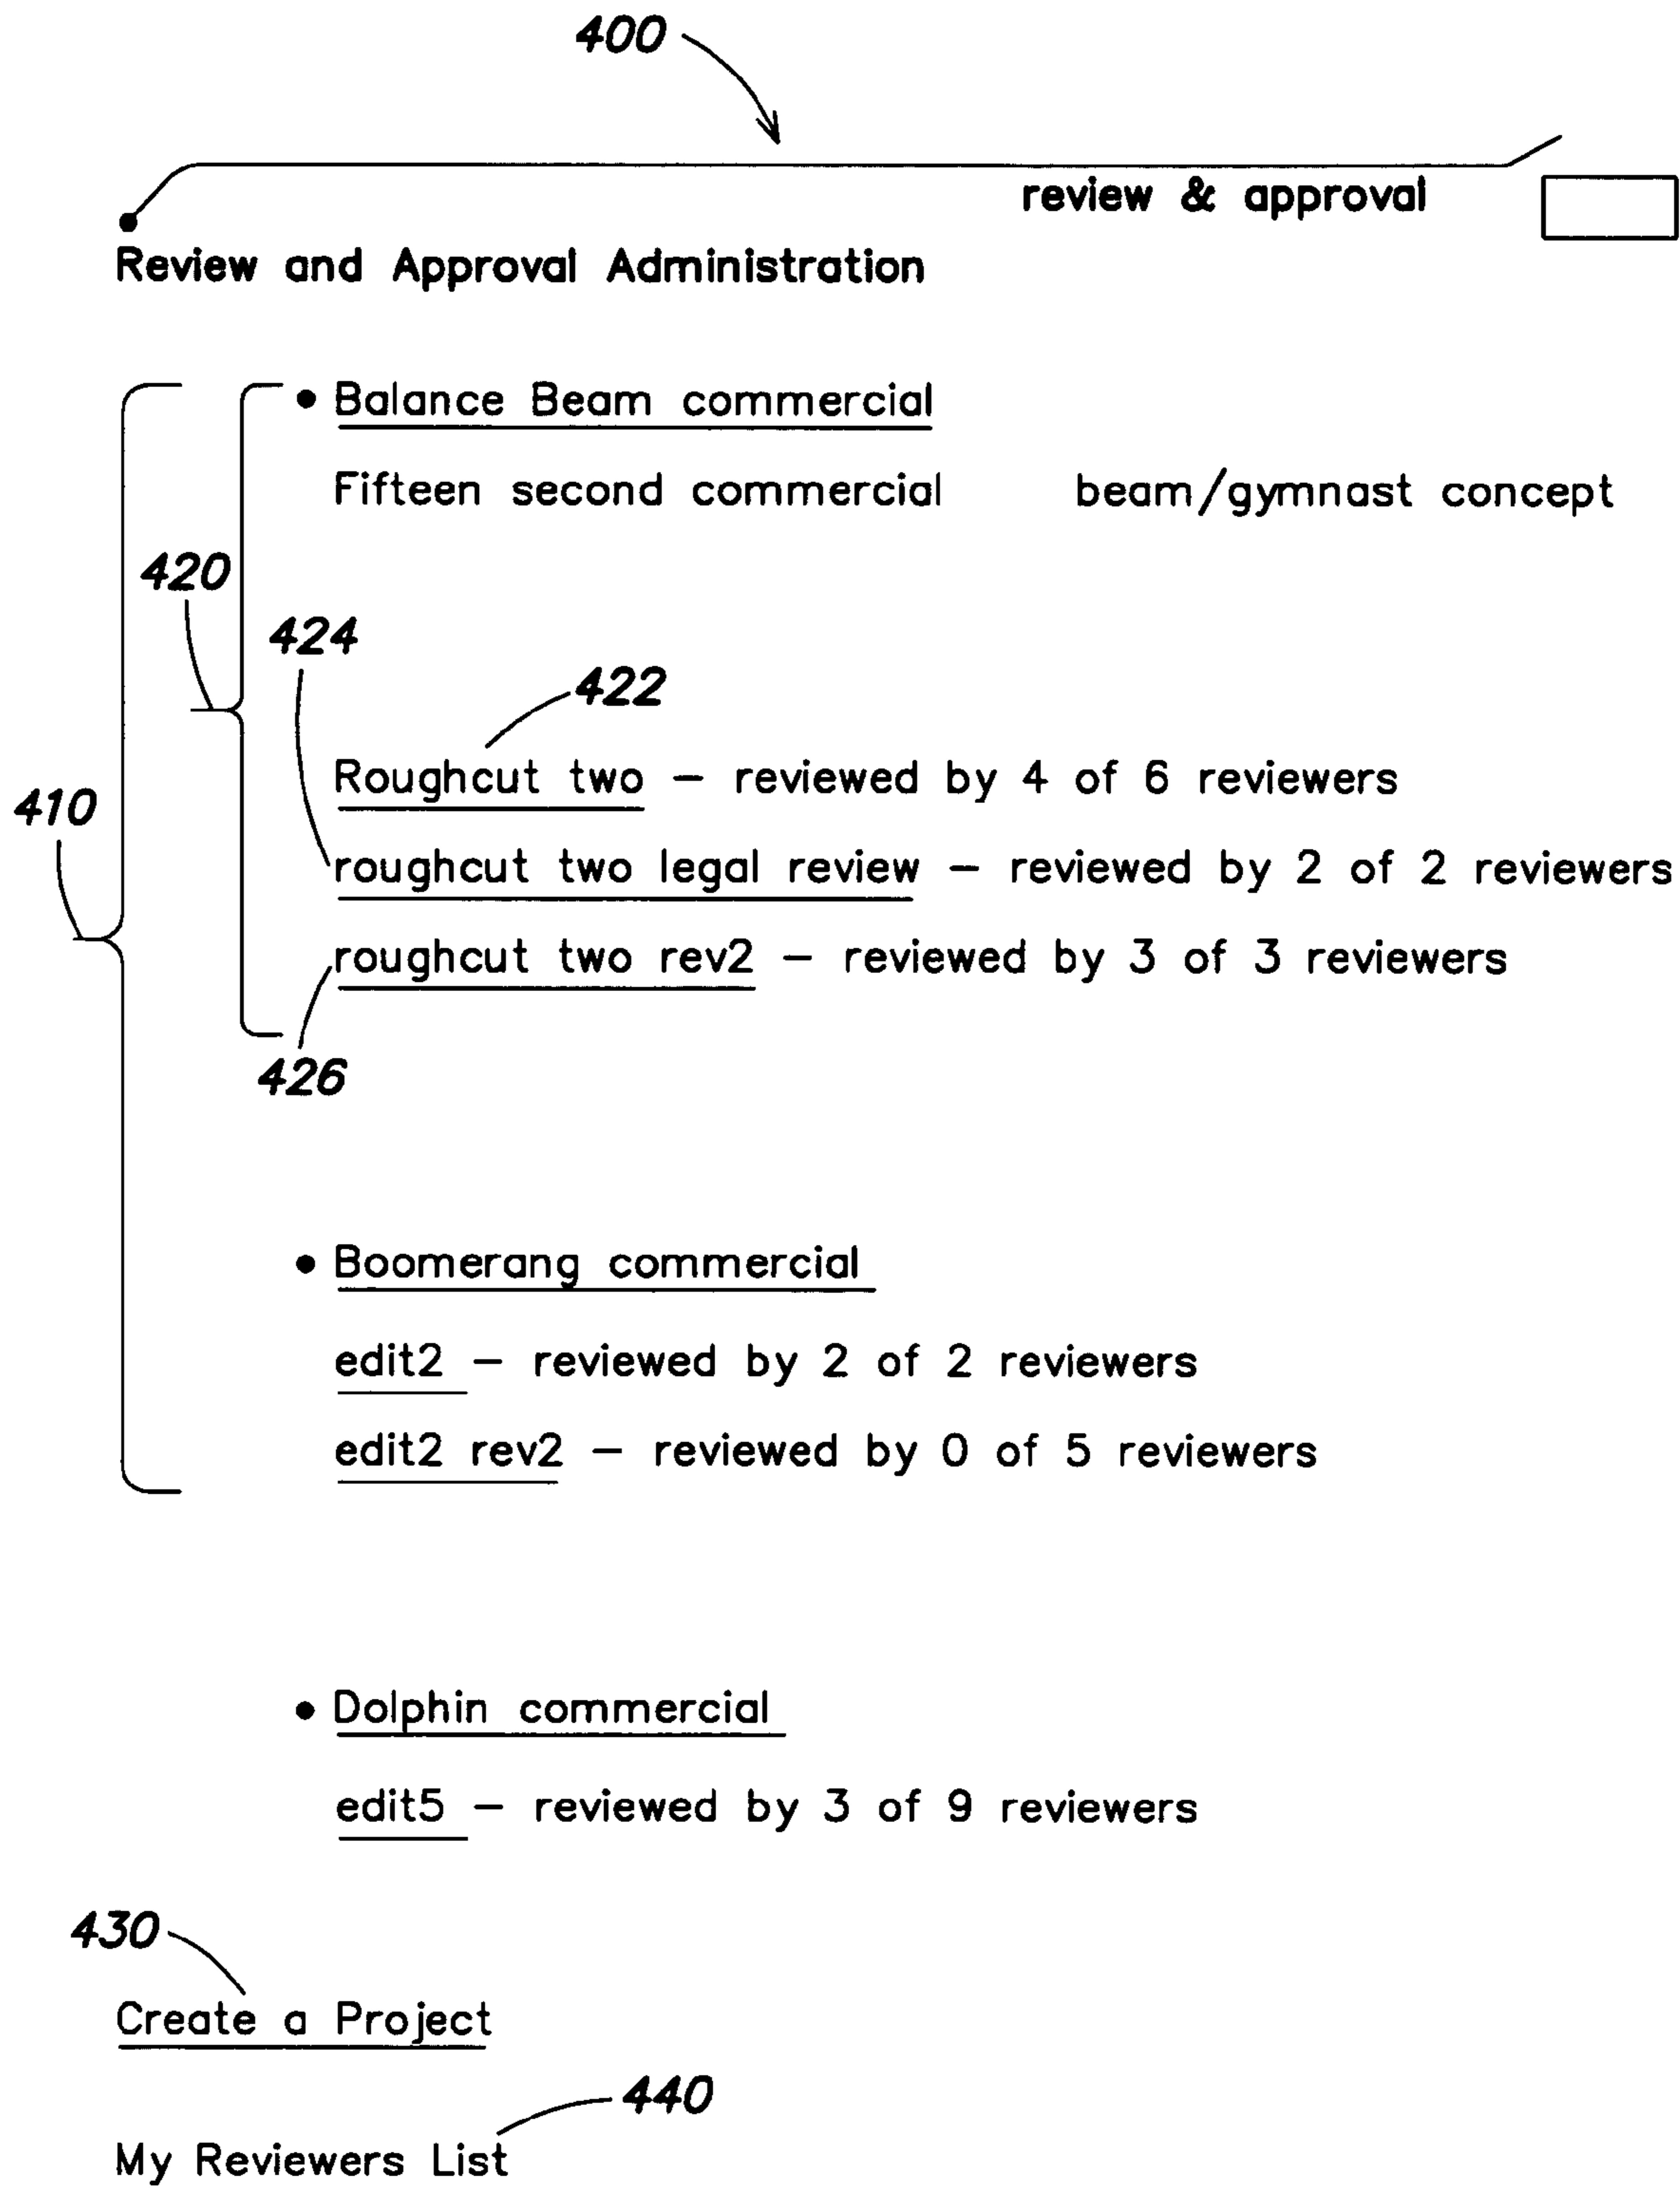 400
review & approval
Review and Approval Administration
• Balance Beam commercial
Fifteen second commercial beam/gymnast concept
420
424
422
Roughcut two – reviewed by 4 of 6 reviewers
410
roughcut two legal review – reviewed by 2 of 2 reviewers
roughcut two rev2 – reviewed by 3 of 3 reviewers
426
• Boomerang commercial
edit2 – reviewed by 2 of 2 reviewers
edit2 rev2 – reviewed by 0 of 5 reviewers
• Dolphin commercial
edit5 – reviewed by 3 of 9 reviewers
430
Create a Project
440
My Reviewers List